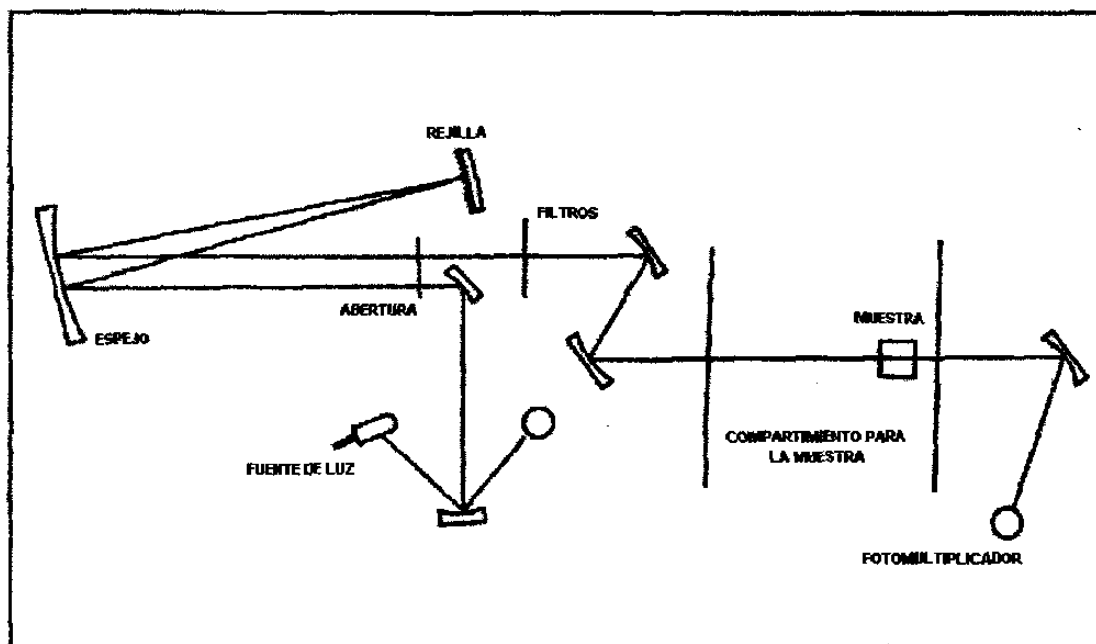 REJILLA
FILTROS
ABERTURA
ESPEJO
MUESTRA
FUENTE DE LUZ
COMPARTIMIENTO PARA
LA MUESTRA
FOTOMULTIPLICADOR